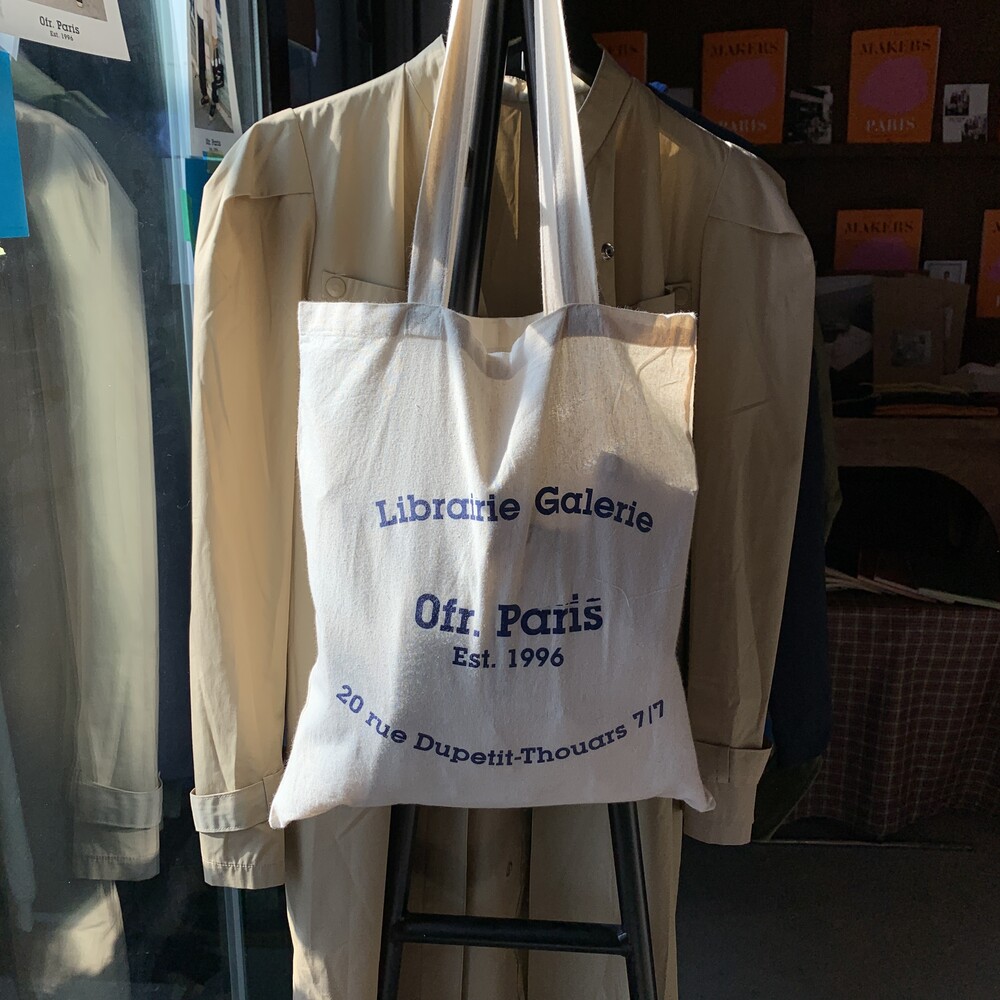 Ofr. Paris
Est. 1996
MAKERS
PARIS
MAKERS
PARIS
MAKERS
Librairie Galerie
Ofr. Paris
Est. 1996
20 rue Dupetit-Thouars 7/7